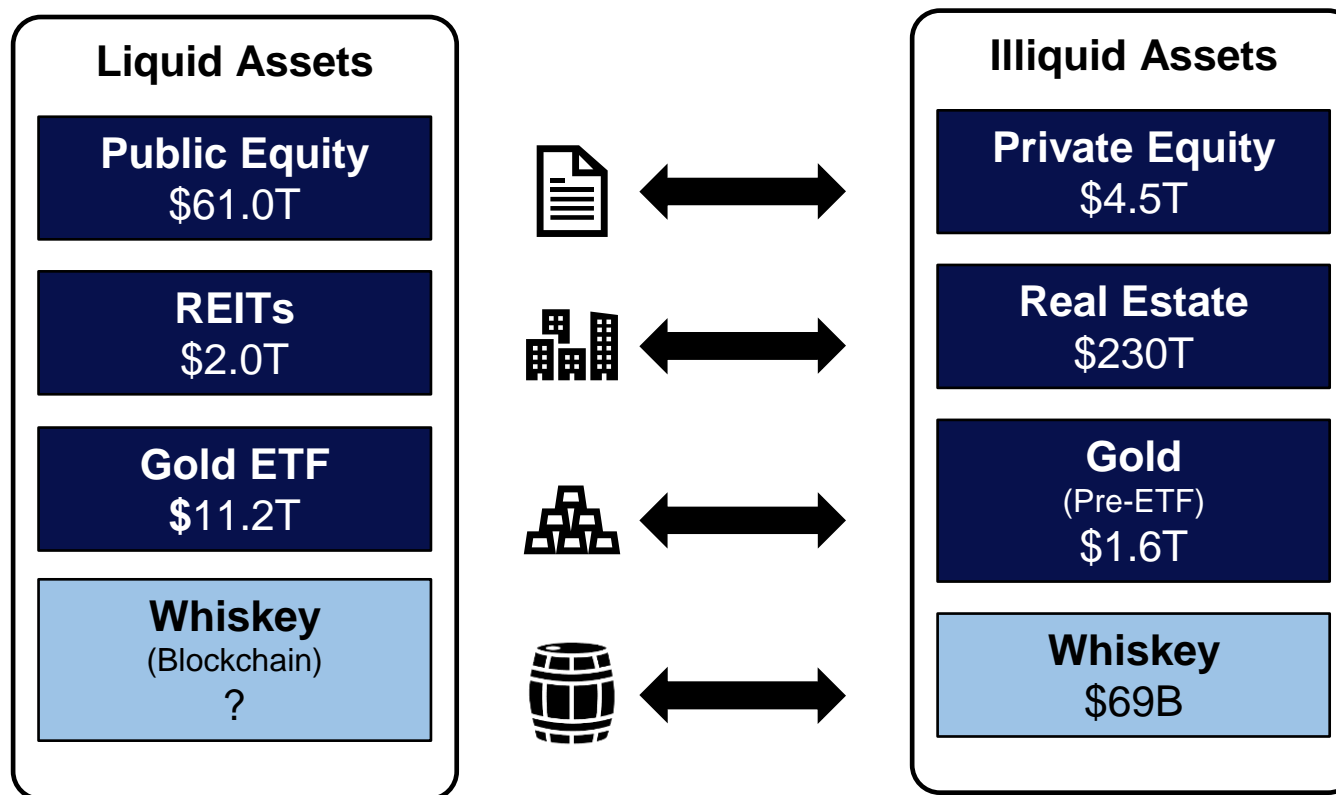 Liquid Assets
Public Equity
$61.0T
REITs
$2.0T
Gold ETF
$11.2T
Whiskey
(Blockchain)
?
Illiquid Assets
Private Equity
$4.5T
Real Estate
$230T
Gold
(Pre-ETF)
$1.6T
Whiskey
$69B